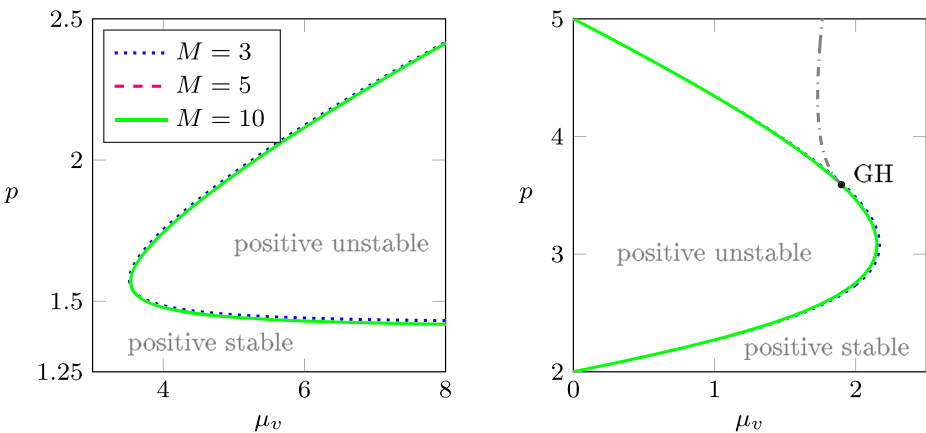 2.5
2
1.5
1.25
p
4
6
8
μ_v
M = 3
M = 5
M = 10
positive unstable
positive stable
5
4
3
2
p
0
1
2
μ_v
GH
positive unstable
positive stable